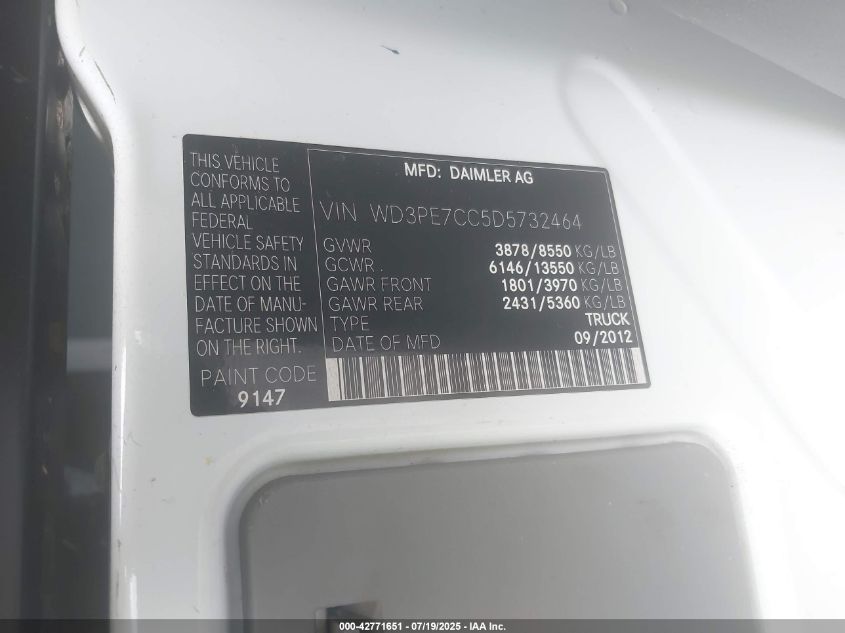 THIS VEHICLE
CONFORMS TO
ALL APPLICABLE
FEDERAL
VEHICLE SAFETY
STANDARDS IN
EFFECT ON THE
DATE OF MANU-
FACTURE SHOWN
ON THE RIGHT.
PAINT CODE
9147
MFD: DAIMLER AG
VIN WD3PE7CC5D5732464
GVWR 3878/8550 KG/LB
GCWR . 6146/13550 KG/LB
GAWR FRONT 1801/3970 KG/LB
GAWR REAR 2431/5360 KG/LB
TYPE TRUCK
DATE OF MFD 09/2012
000-42771651 - 07/19/2025 - IAA Inc.